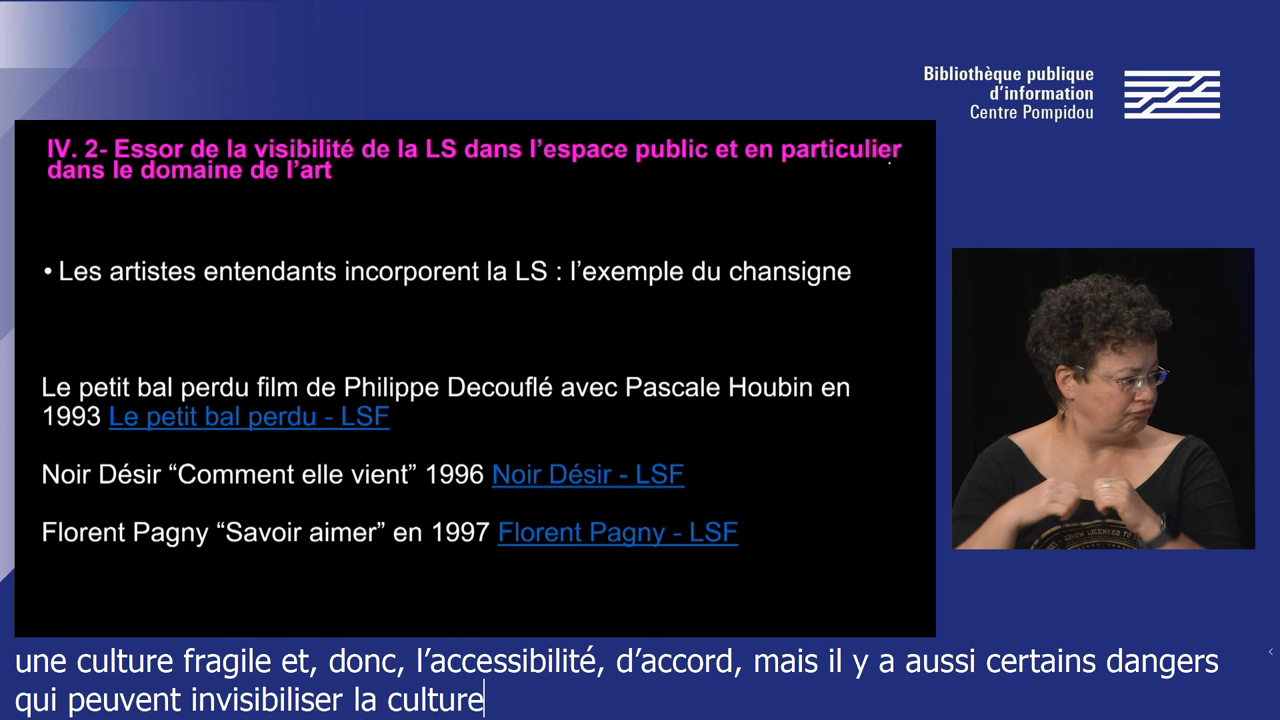 Bibliothèque publique
d’information
Centre Pompidou
IV. 2- Essor de la visibilité de la LS dans l’espace public et en particulier
dans le domaine de l’art
• Les artistes entendants incorporent la LS : l’exemple du chansigne
Le petit bal perdu film de Philippe Decouflé avec Pascale Houbin en
1993 Le petit bal perdu - LSF
Noir Désir “Comment elle vient” 1996 Noir Désir - LSF
Florent Pagny “Savoir aimer” en 1997 Florent Pagny - LSF
une culture fragile et, donc, l’accessibilité, d’accord, mais il y a aussi certains dangers
qui peuvent invisibiliser la culture